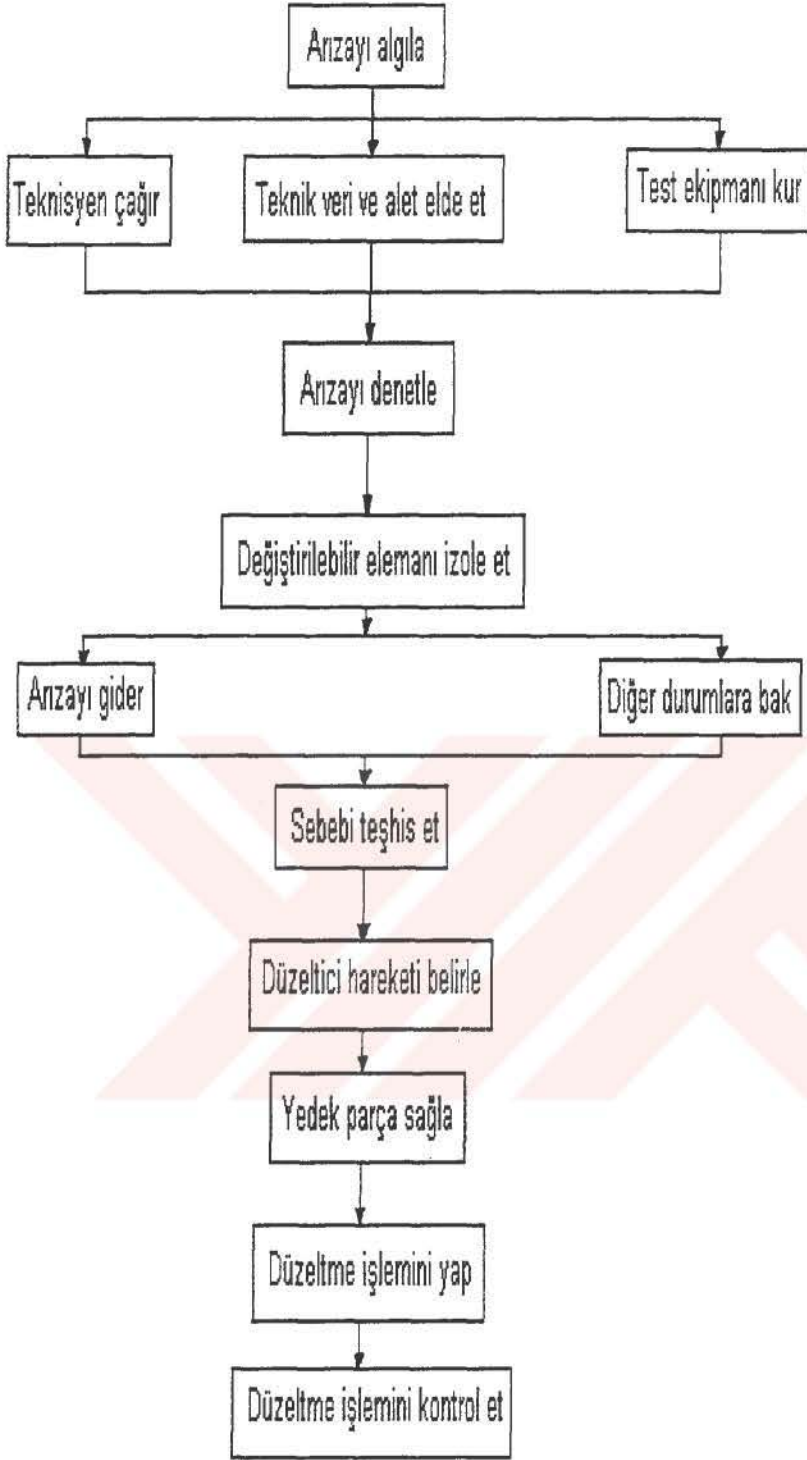 Arızayı algıla
Teknisyen çağır
Teknik veri ve alet elde et
Test ekipmanı kur
Arızayı denetle
Değiştirilebilir elemanı izole et
Arızayı gider
Diğer durumlara bak
Sebebi teşhis et
Düzeltici hareketi belirle
Yedek parça sağla
Düzeltme işlemini yap
Düzeltme işlemini kontrol et